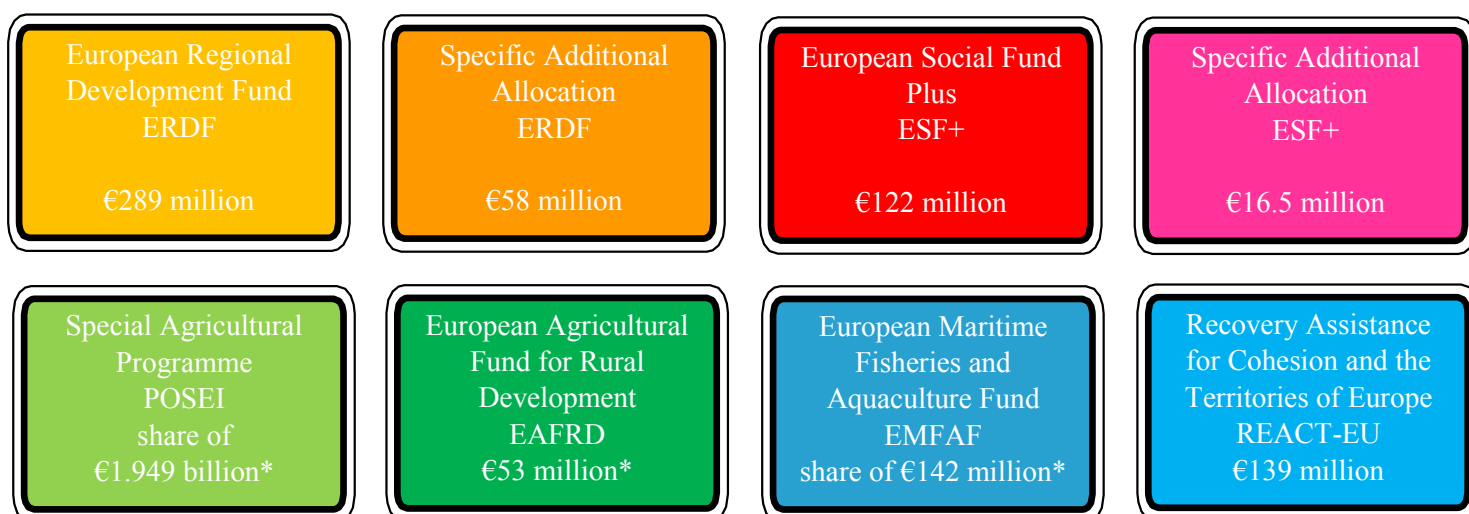 European Regional
Development Fund
ERDF
€289 million
Specific Additional
Allocation
ERDF
€58 million
European Social Fund
Plus
ESF+
€122 million
Specific Additional
Allocation
ESF+
€16.5 million
Special Agricultural
Programme
POSEI
share of
€1.949 billion*
European Agricultural
Fund for Rural
Development
EAFRD
€53 million*
European Maritime
Fisheries and
Aquaculture Fund
EMFAF
share of €142 million*
Recovery Assistance
for Cohesion and the
Territories of Europe
REACT-EU
€139 million